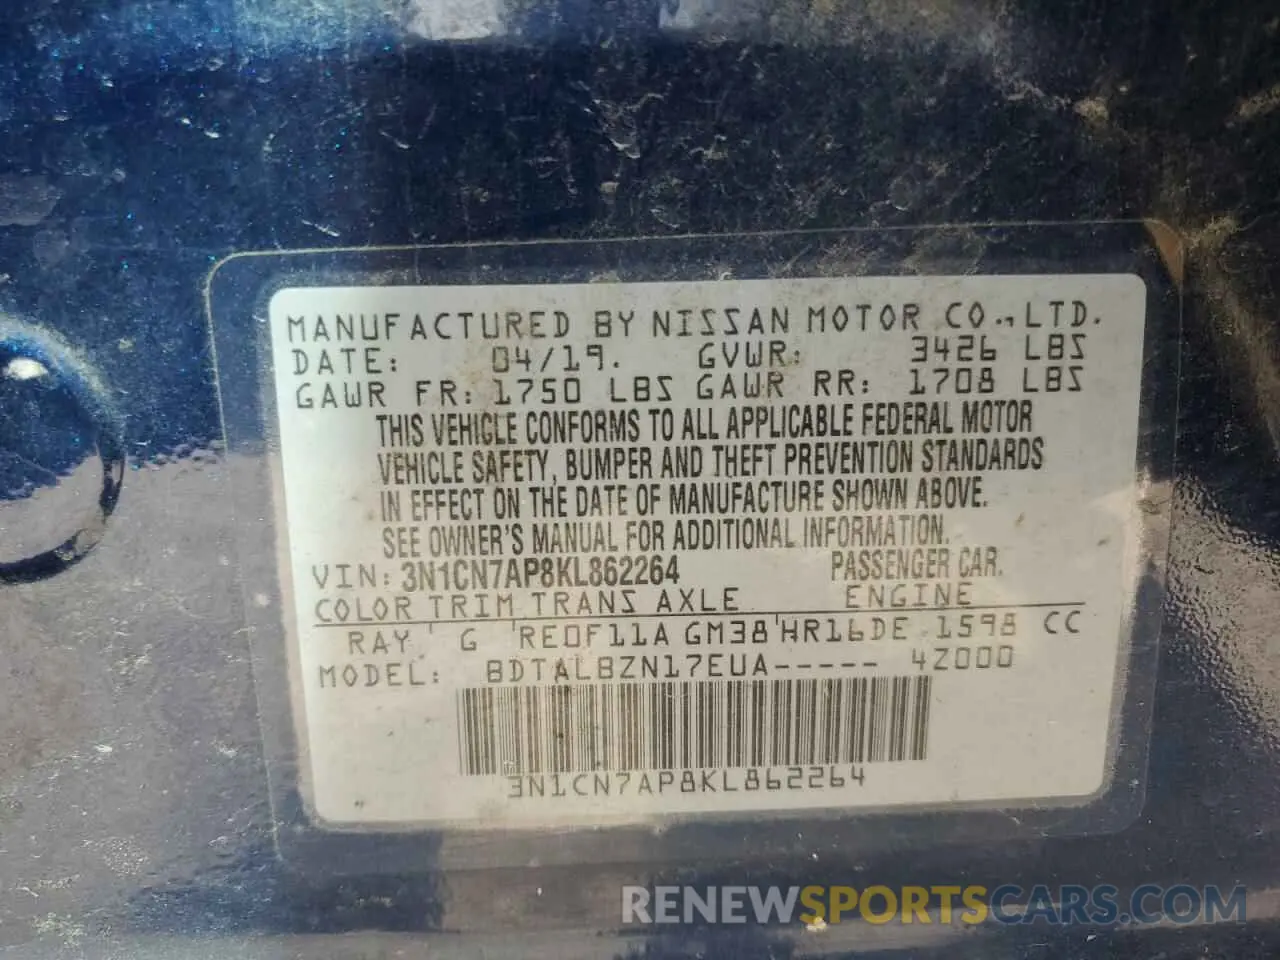 MANUFACTURED BY NISSAN MOTOR CO., LTD.
DATE: 04/19. GVWR: 3426 LBS
GAWR FR: 1750 LBS GAWR RR: 1708 LBS
THIS VEHICLE CONFORMS TO ALL APPLICABLE FEDERAL MOTOR
VEHICLE SAFETY, BUMPER AND THEFT PREVENTION STANDARDS
IN EFFECT ON THE DATE OF MANUFACTURE SHOWN ABOVE.
SEE OWNER'S MANUAL FOR ADDITIONAL INFORMATION.
VIN: 3N1CN7AP8KL862264 PASSENGER CAR.
COLOR TRIM TRANS AXLE ENGINE
RAY G RE0F11A GM38 HR16DE 1598 CC
MODEL: BDTALBZN17EUA----- 4Z000
3N1CN7AP8KL862264
RENEWSPORTSCARS.COM